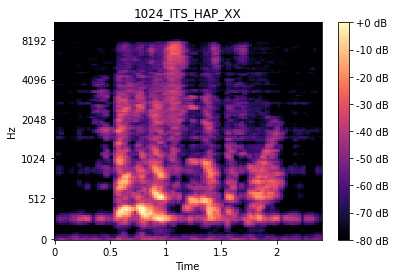 1024_ITS_HAP_XX
8192
4096
2048
1024
512
0
Hz
0
0.5
1
1.5
2
Time
+0 dB
-10 dB
-20 dB
-30 dB
-40 dB
-50 dB
-60 dB
-70 dB
-80 dB